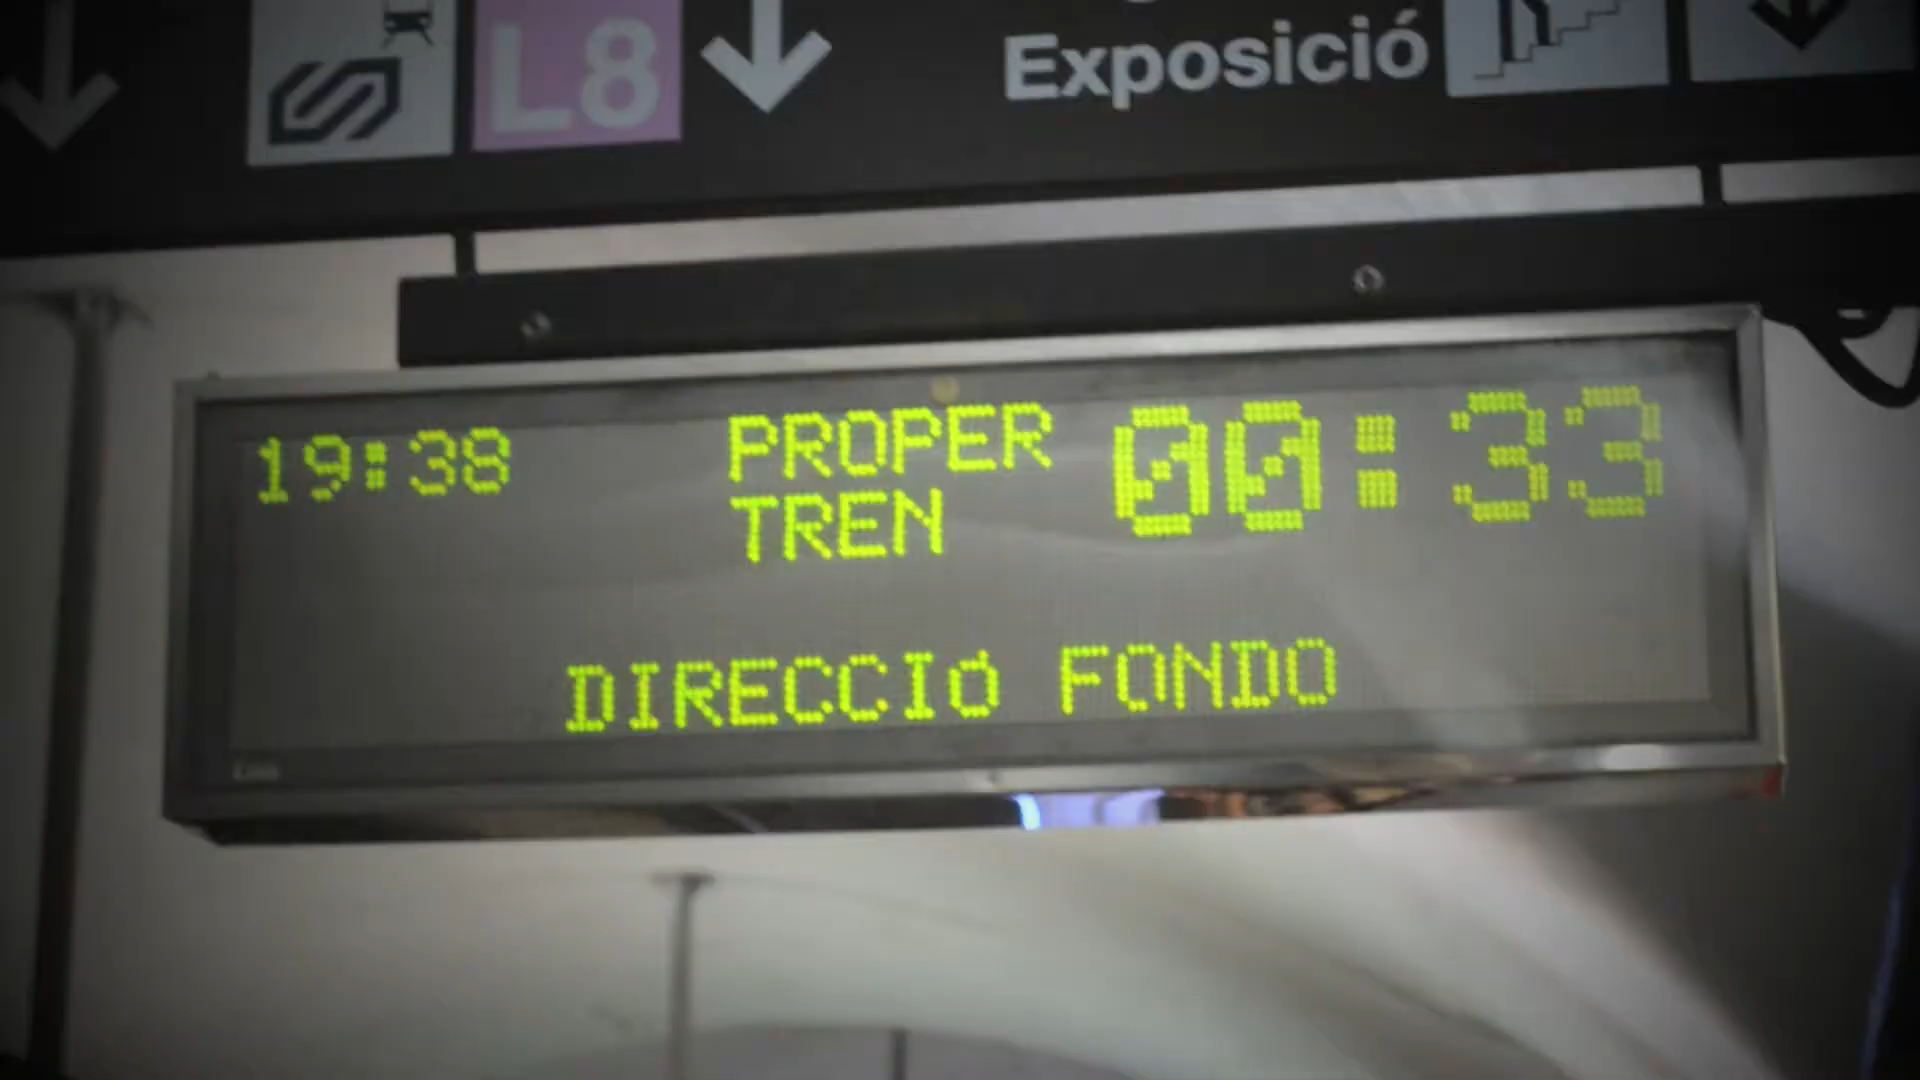 L8
Exposició
19:38
PROPER
TREN
00:33
DIRECCIó FONDO